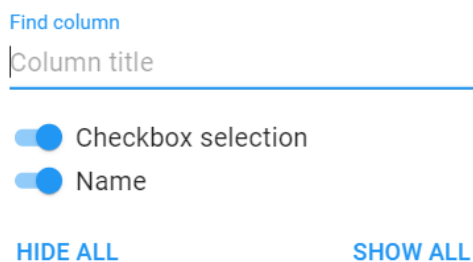 Find column
Column title
Checkbox selection
Name
HIDE ALL SHOW ALL